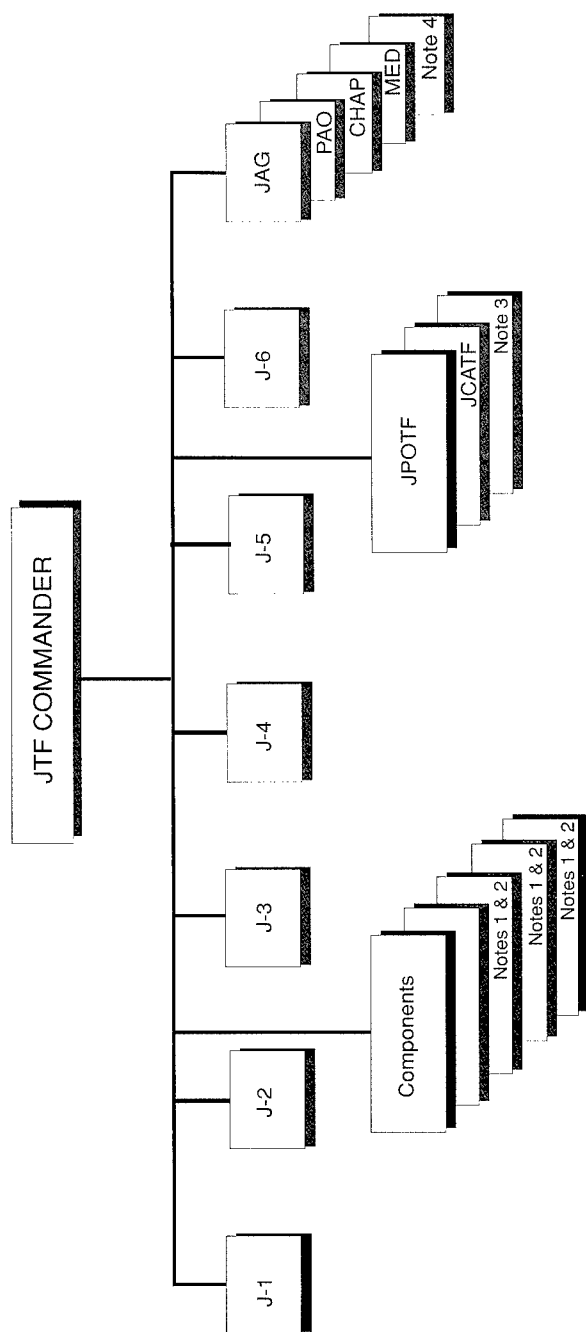 JTF COMMANDER
J-1
J-2
J-3
J-4
J-5
J-6
JAG
PAO
CHAP
MED
Note 4
Components
Notes 1 & 2
Notes 1 & 2
Notes 1 & 2
JPOTF
JCATF
Note 3